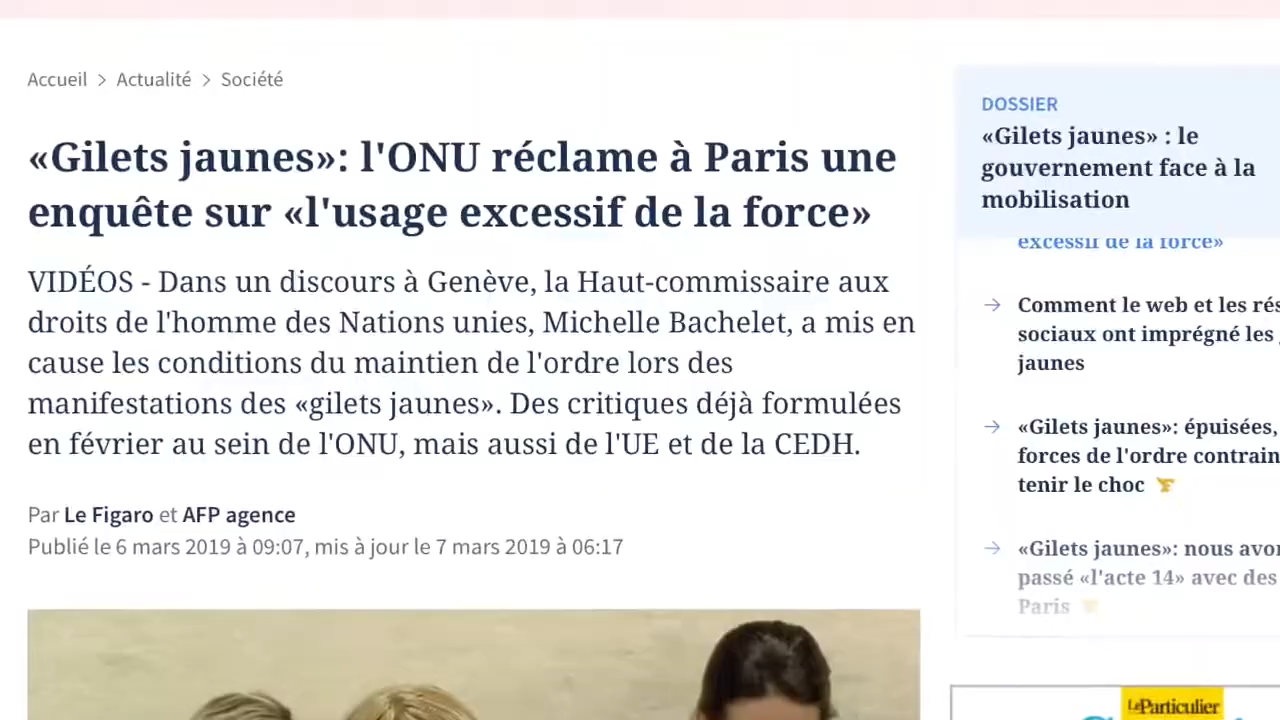 Accueil > Actualité > Société
«Gilets jaunes»: l'ONU réclame à Paris une
enquête sur «l'usage excessif de la force»
VIDÉOS - Dans un discours à Genève, la Haut-commissaire aux
droits de l'homme des Nations unies, Michelle Bachelet, a mis en
cause les conditions du maintien de l'ordre lors des
manifestations des «gilets jaunes». Des critiques déjà formulées
en février au sein de l'ONU, mais aussi de l'UE et de la CEDH.
Par Le Figaro et AFP agence
Publié le 6 mars 2019 à 09:07, mis à jour le 7 mars 2019 à 06:17
DOSSIER
«Gilets jaunes» : le
gouvernement face à la
mobilisation
excessif de la force»
Comment le web et les rés
sociaux ont imprégné les
jaunes
«Gilets jaunes»: épuisées,
forces de l'ordre contrain
tenir le choc
«Gilets jaunes»: nous avo
passé «l'acte 14» avec des
Paris
Le Particulier